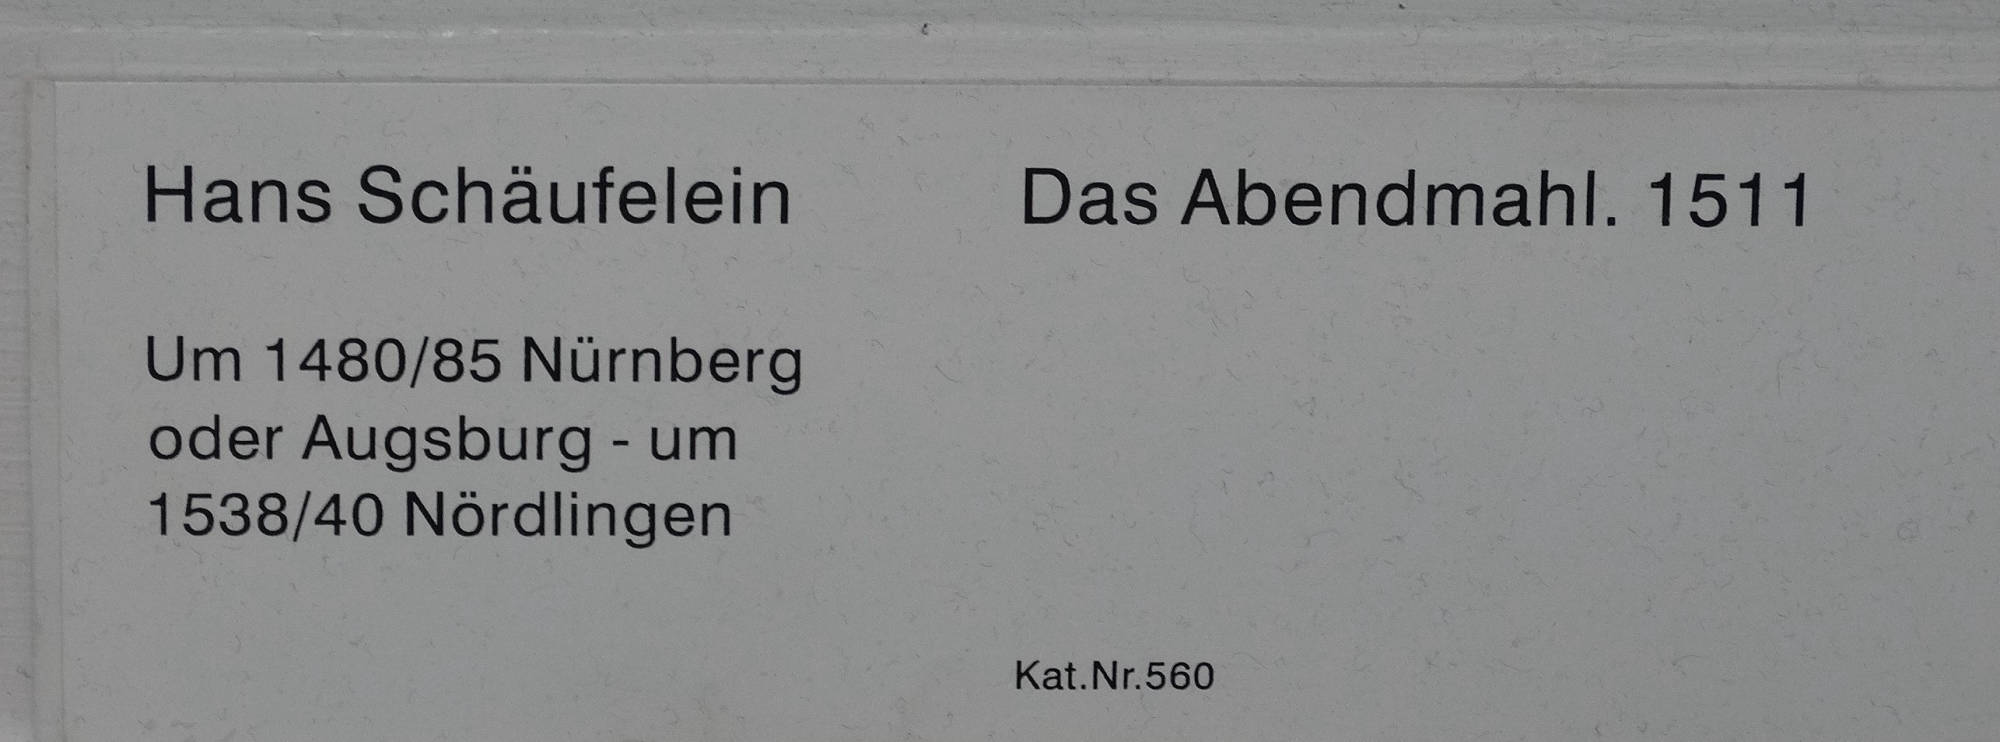 Hans Schäufelein
Das Abendmahl. 1511
Um 1480/85 Nürnberg
oder Augsburg - um
1538/40 Nördlingen
Kat.Nr.560